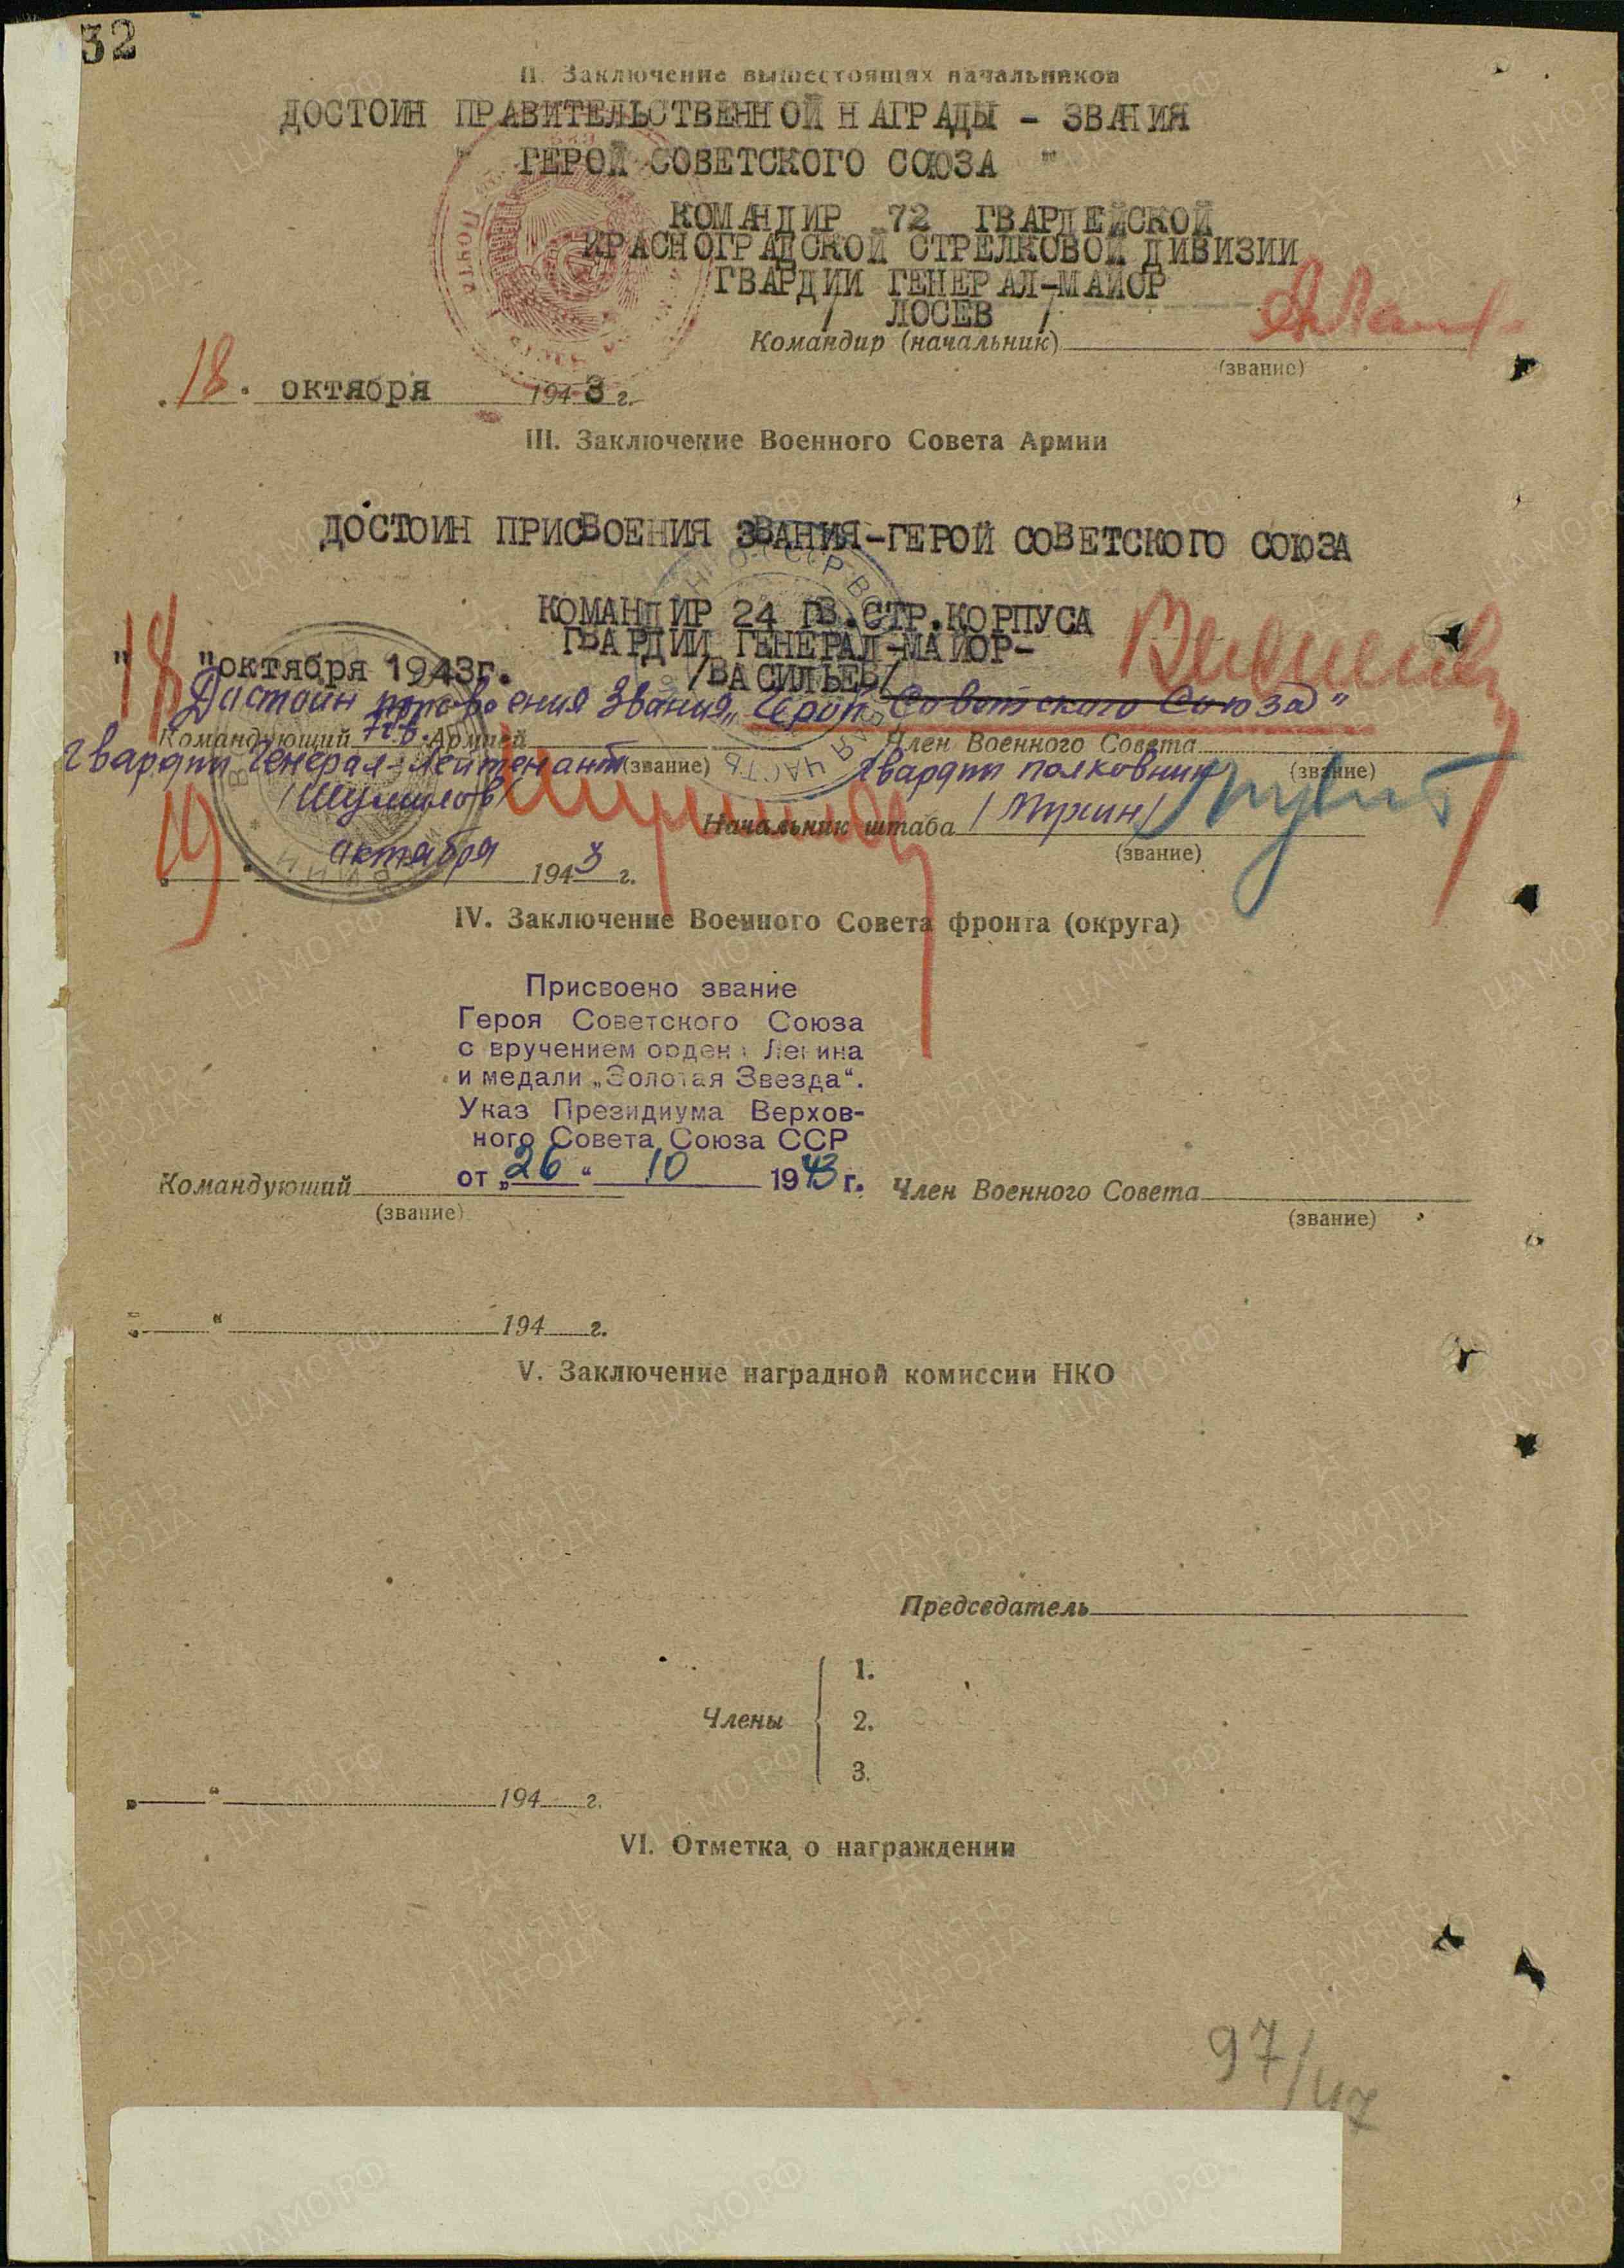 32
II. Заключение вышестоящих начальников
ДОСТОИН ПРАВИТЕЛЬСТВЕННОЙ НАГРАДЫ - ЗВАНИЯ
" ГЕРОЙ СОВЕТСКОГО СОЮЗА "
КОМАНДИР 72 ГВАРДЕЙСКОЙ
КРАСНОГРАДСКОЙ СТРЕЛКОВОЙ ДИВИЗИИ
ГВАРДИИ ГЕНЕРАЛ-МАЙОР
/ ЛОСЕВ /
Командир (начальник)
(звание)
"18" октября 1943 г.
III. Заключение Военного Совета Армии
ДОСТОИН ПРИСВОЕНИЯ ЗВАНИЯ-ГЕРОЙ СОВЕТСКОГО СОЮЗА
КОМАНДИР 24 ГВ.СТР.КОРПУСА
ГВАРДИИ ГЕНЕРАЛ-МАЙОР-
"18"октября 1943г. /ВАСИЛЬЕВ/
Достоин присвоения звания „Герой Советского Союза"
Командующий 7 гв. Армией Член Военного Совета
Гвардии генерал-лейтенант (звание) Гвардии полковник (звание)
/Шумилов/ Шумилов Начальник штаба /Мухин/
(звание)
„19" октября 1943 г.
IV. Заключение Военного Совета фронта (округа)
Присвоено звание
Героя Советского Союза
с вручением ордена Ленина
и медали „Золотая Звезда“.
Указ Президиума Верхов-
ного Совета Союза ССР
от „26“ 10 1943 г.
Командующий Член Военного Совета
(звание) (звание)
„ “ 194 г.
V. Заключение наградной комиссии НКО
Председатель
1.
Члены 2.
3.
„ “ 194 г.
VI. Отметка о награждении
97/47